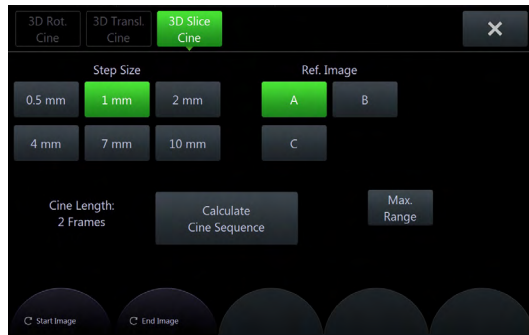 3D Rot. Cine
3D Transl. Cine
3D Slice Cine
Step Size
Ref. Image
0.5 mm
1 mm
2 mm
A
B
4 mm
7 mm
10 mm
C
Cine Length:
2 Frames
Calculate
Cine Sequence
Max.
Range
Start Image
End Image